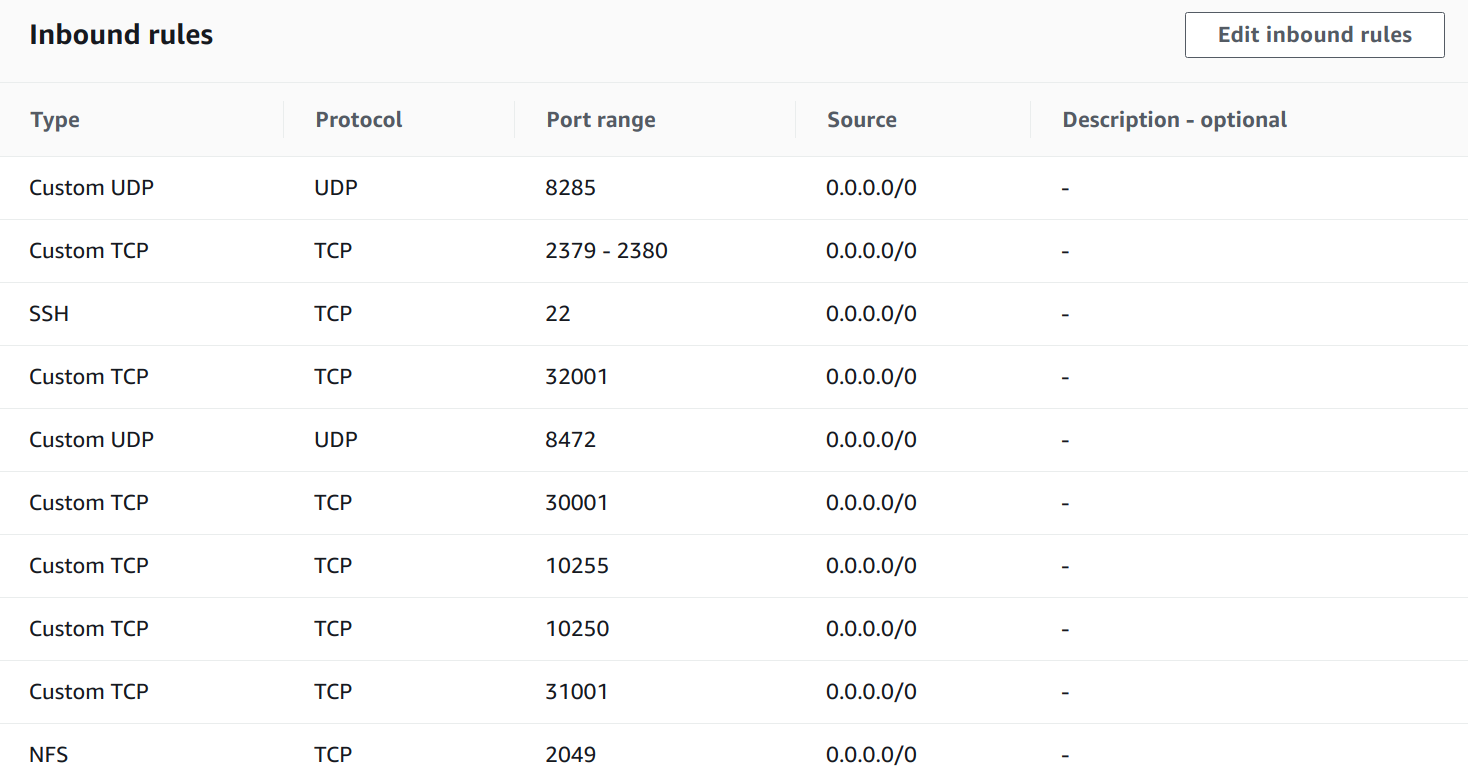 Inbound rules
Edit inbound rules
Type Protocol Port range Source Description - optional
Custom UDP UDP 8285 0.0.0.0/0 -
Custom TCP TCP 2379 - 2380 0.0.0.0/0 -
SSH TCP 22 0.0.0.0/0 -
Custom TCP TCP 32001 0.0.0.0/0 -
Custom UDP UDP 8472 0.0.0.0/0 -
Custom TCP TCP 30001 0.0.0.0/0 -
Custom TCP TCP 10255 0.0.0.0/0 -
Custom TCP TCP 10250 0.0.0.0/0 -
Custom TCP TCP 31001 0.0.0.0/0 -
NFS TCP 2049 0.0.0.0/0 -